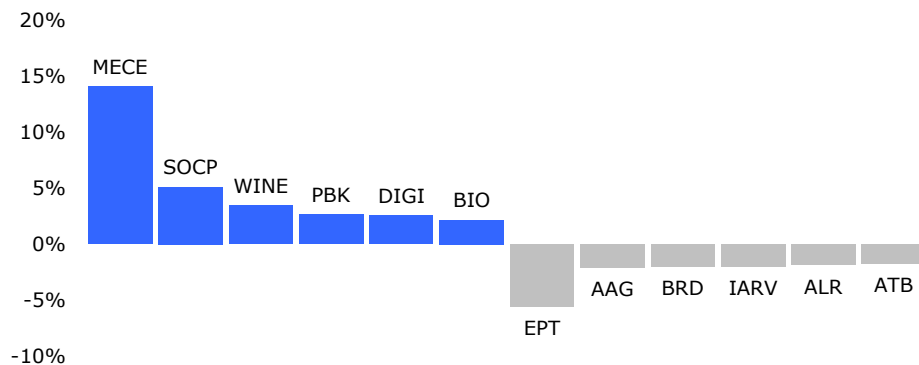 20%
MECE
15%
10%
SOCP
5%
WINE
PBK
DIGI
BIO
0%
AAG
BRD
IARV
ALR
ATB
-5%
EPT
-10%